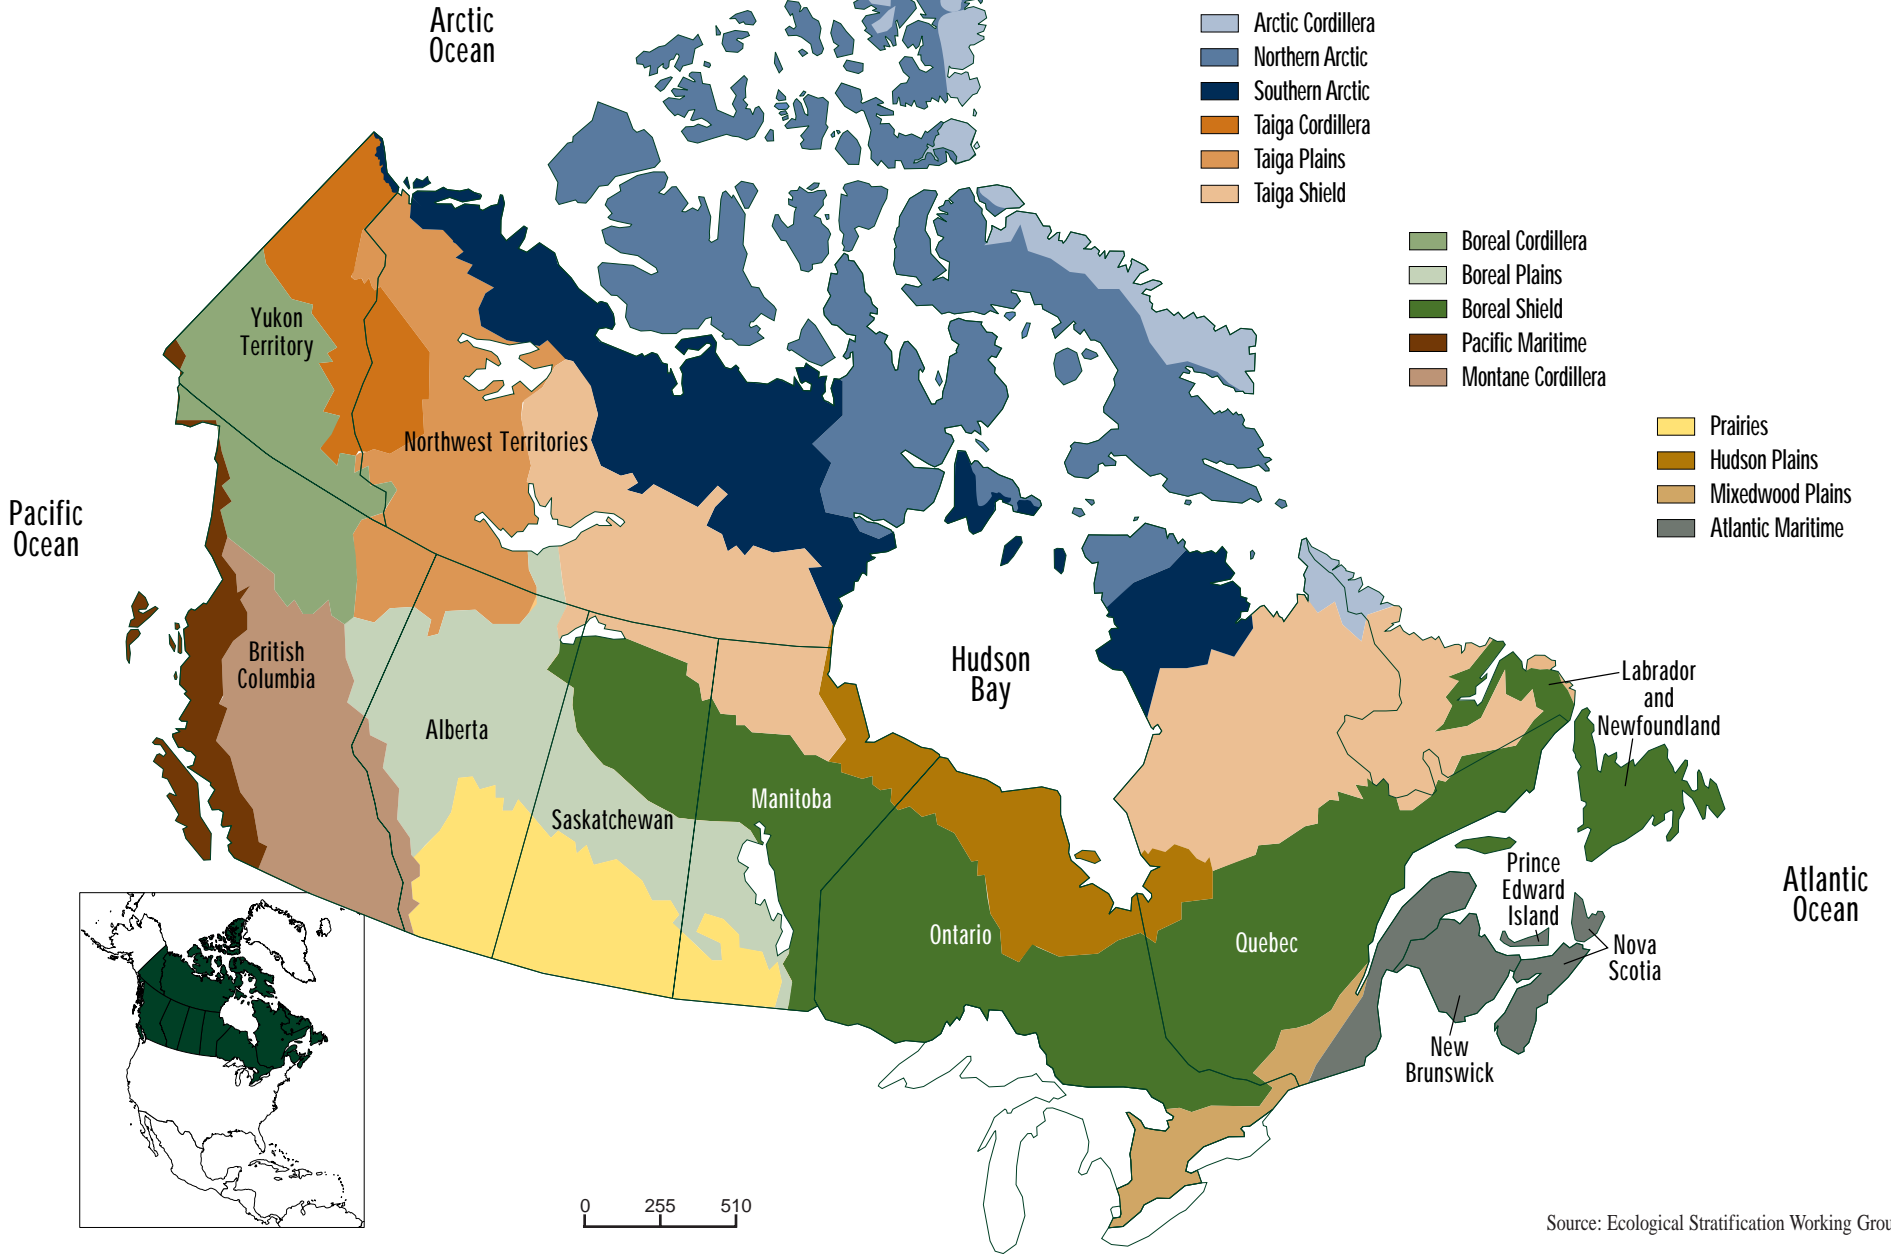 Arctic
Ocean
Arctic Cordillera
Northern Arctic
Southern Arctic
Taiga Cordillera
Taiga Plains
Taiga Shield
Boreal Cordillera
Boreal Plains
Boreal Shield
Pacific Maritime
Montane Cordillera
Prairies
Hudson Plains
Mixedwood Plains
Atlantic Maritime
Yukon
Territory
Northwest Territories
Pacific
Ocean
British
Columbia
Alberta
Saskatchewan
Manitoba
Hudson
Bay
Ontario
Quebec
Labrador
and
Newfoundland
Prince
Edward
Island
Nova
Scotia
New
Brunswick
Atlantic
Ocean
0 255 510
Source: Ecological Stratification Working Grou